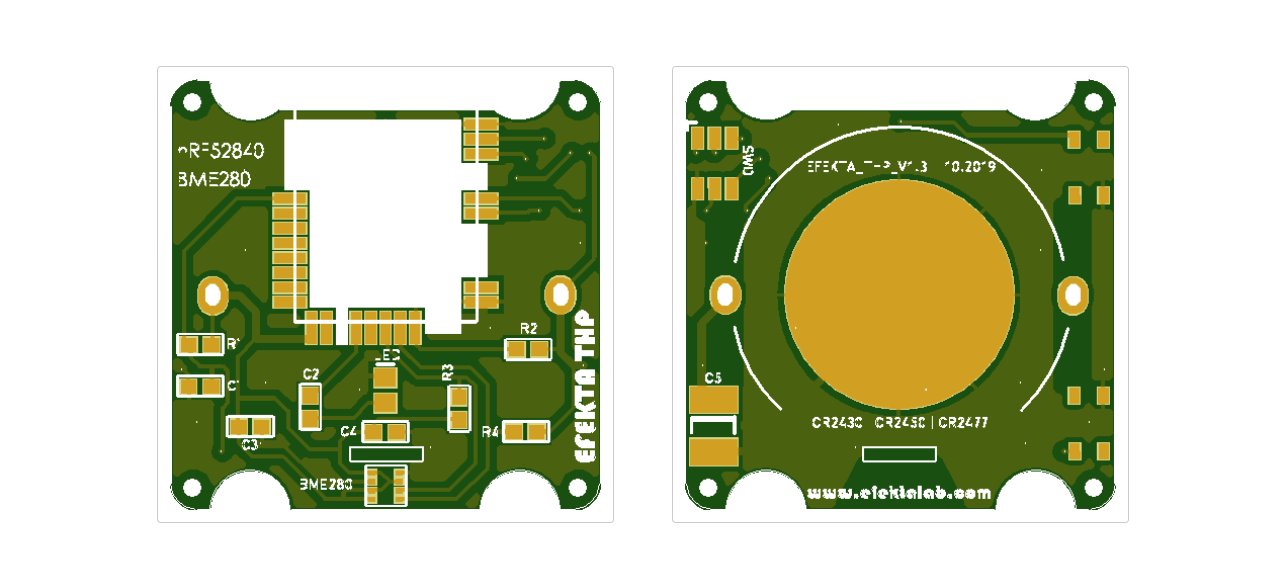 nRF52840
BME280
R1
C1
C2
LED
R3
R2
C3
C4
R4
BME280
EFEKTA THP
SWD
EFEKTA_THP_V1.3 10.2019
C5
CR2430 CR2450 | CR2477
www.efektalab.com